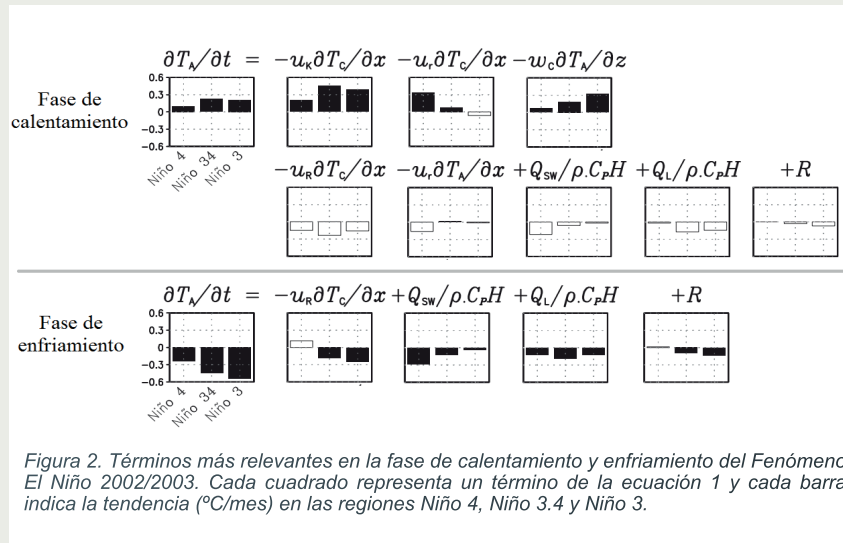 ∂T_A/∂t = −u_K∂T_C/∂x −u_r∂T_C/∂x −w_C∂T_A/∂z
Fase de
calentamiento
0.6
0.3
0
−0.3
−0.6
Niño 4
Niño 34
Niño 3
−u_R∂T_C/∂x −u_r∂T_A/∂x +Q_SW/ρ.C_PH +Q_L/ρ.C_PH +R
∂T_A/∂t = −u_R∂T_C/∂x +Q_SW/ρ.C_PH +Q_L/ρ.C_PH +R
Fase de
enfriamiento
0.6
0.3
0
−0.3
−0.6
Niño 4
Niño 34
Niño 3
Figura 2. Términos más relevantes en la fase de calentamiento y enfriamiento del Fenómeno
El Niño 2002/2003. Cada cuadrado representa un término de la ecuación 1 y cada barra
indica la tendencia (ºC/mes) en las regiones Niño 4, Niño 3.4 y Niño 3.